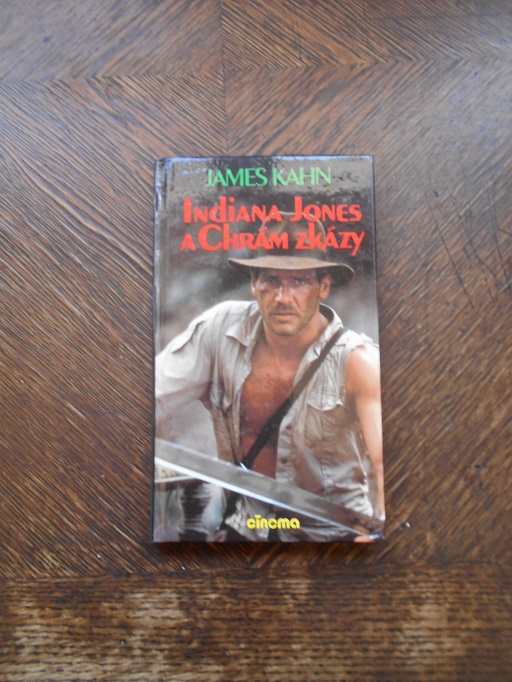 JAMES KAHN
INDIANA JONES
A CHRÁM ZKÁZY
cinema